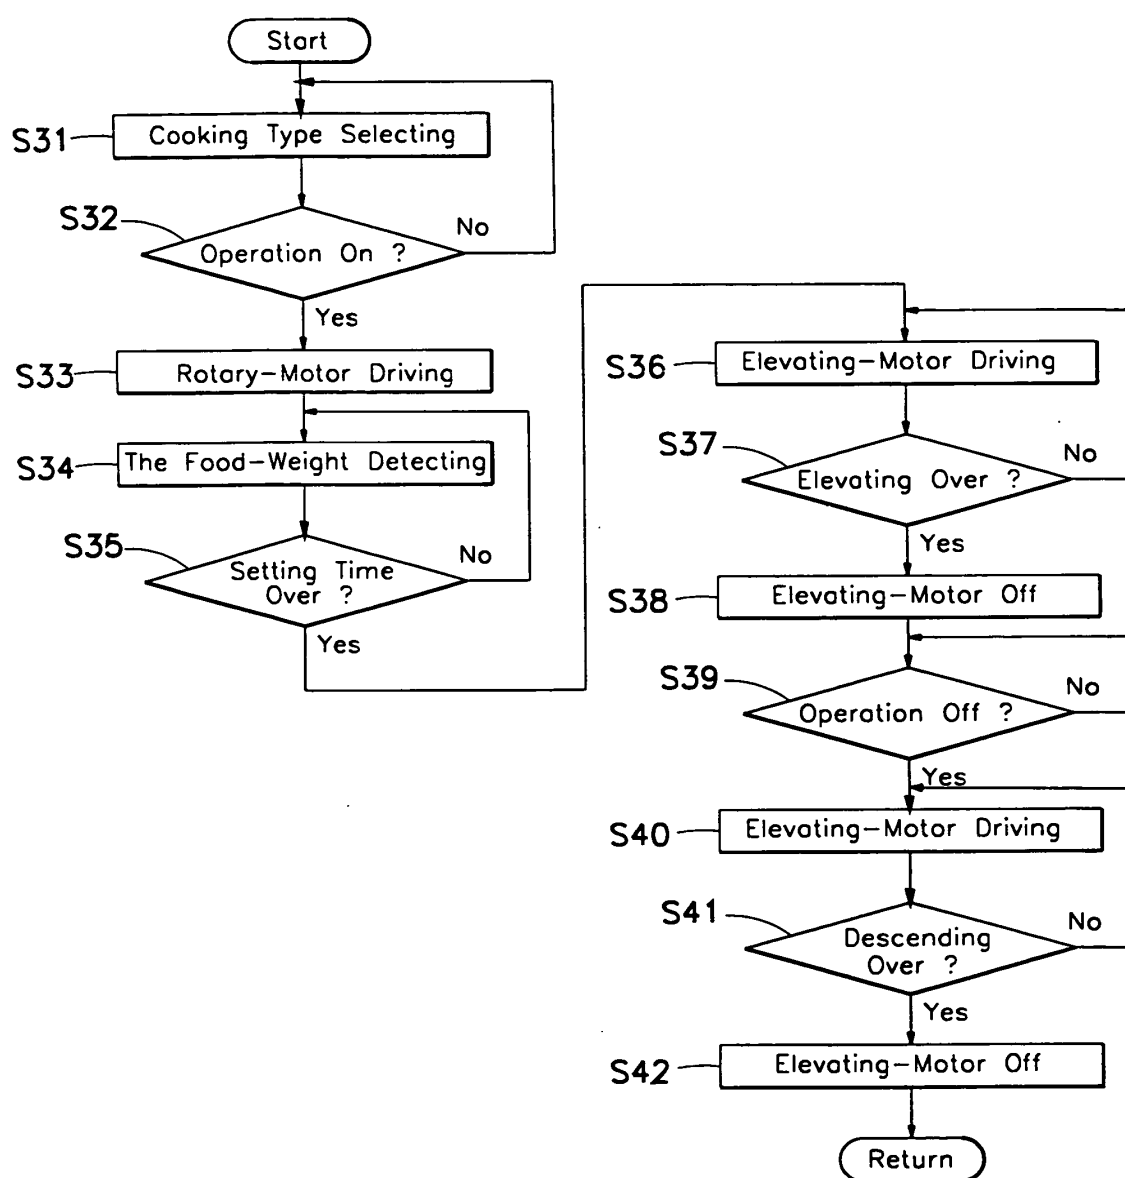 Start
S31
Cooking Type Selecting
S32
Operation On ?
No
Yes
S33
Rotary-Motor Driving
S34
The Food-Weight Detecting
S35
Setting Time
Over ?
No
Yes
S36
Elevating-Motor Driving
S37
Elevating Over ?
No
Yes
S38
Elevating-Motor Off
S39
Operation Off ?
No
Yes
S40
Elevating-Motor Driving
S41
Descending
Over ?
No
Yes
S42
Elevating-Motor Off
Return